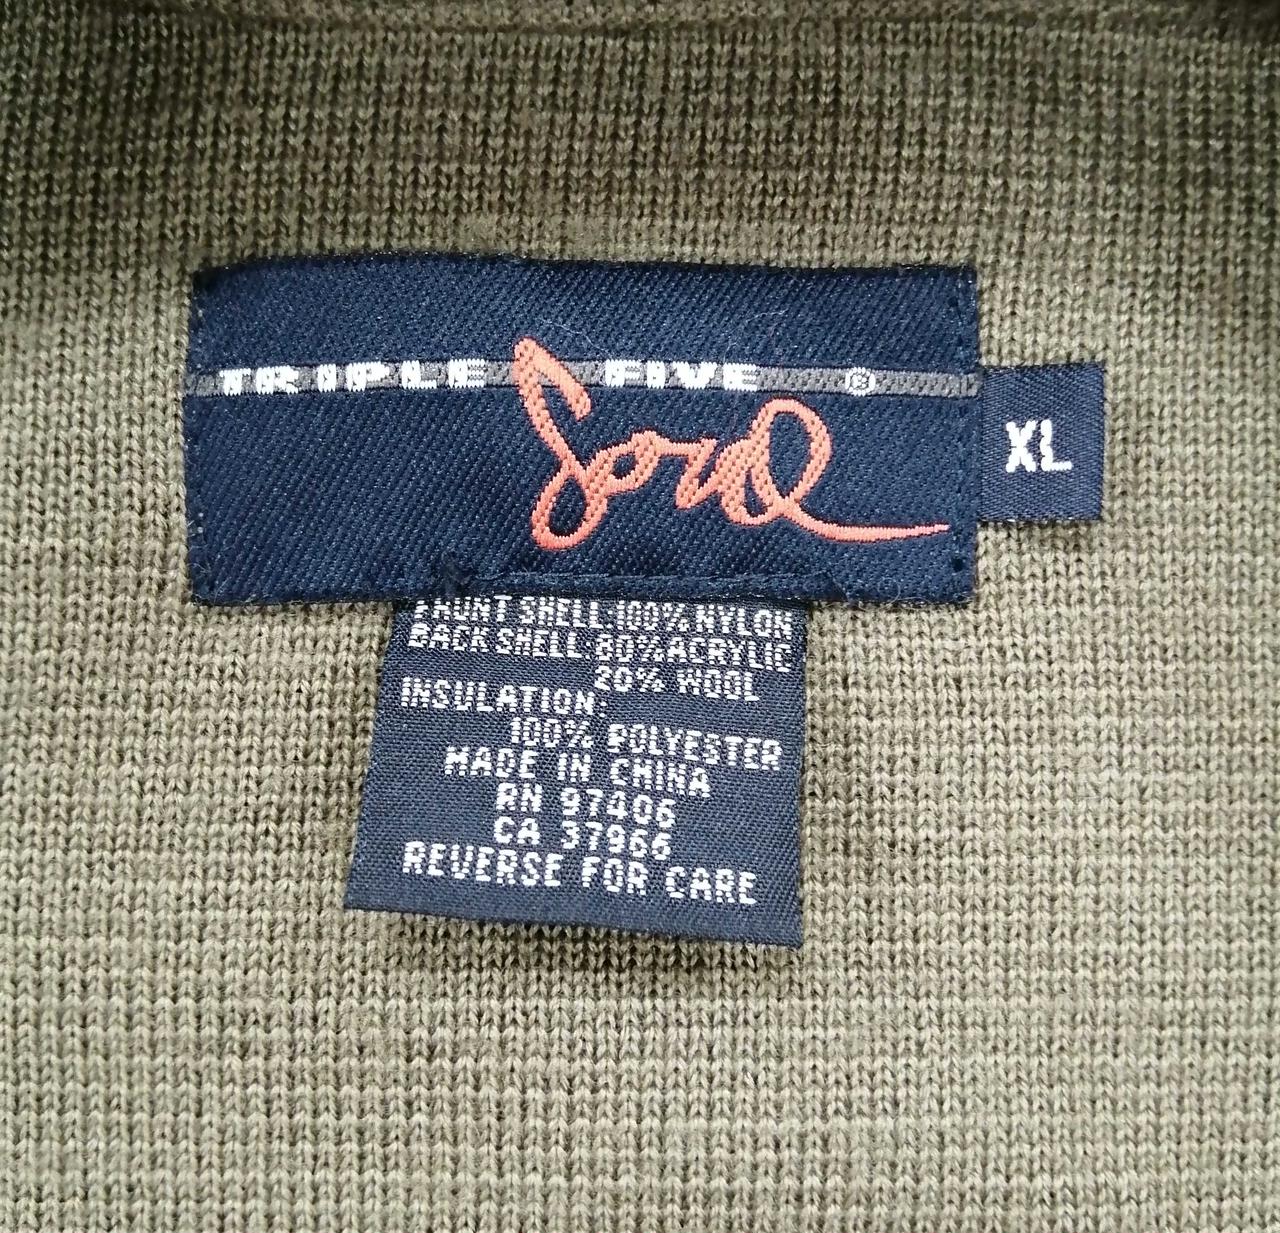 TRIPLE FIVE ®
Soul
XL
FRONT SHELL:100% NYLON
BACK SHELL:80% ACRYLIC
20% WOOL
INSULATION:
100% POLYESTER
MADE IN CHINA
RN 97406
CA 37966
REVERSE FOR CARE